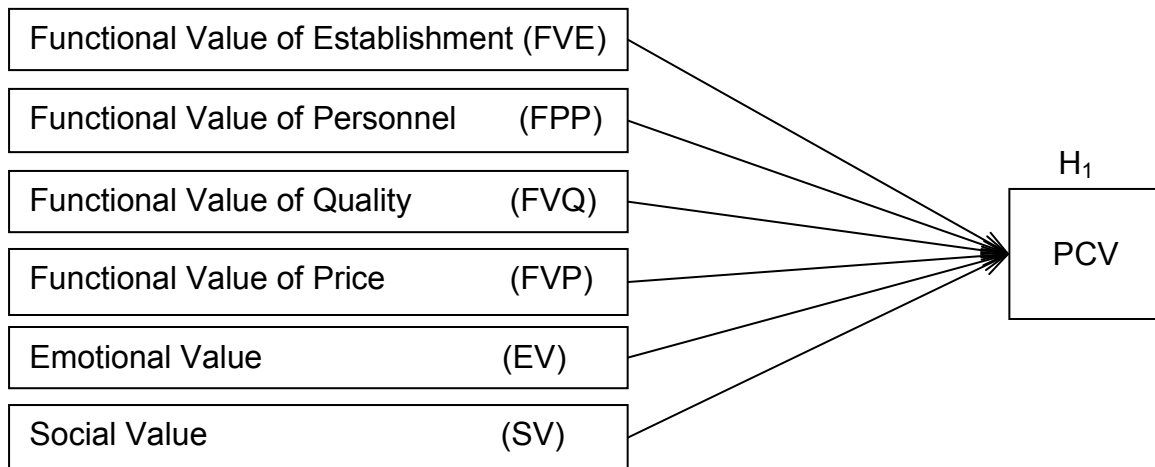 Functional Value of Establishment (FVE)
Functional Value of Personnel (FPP)
Functional Value of Quality (FVQ)
Functional Value of Price (FVP)
Emotional Value (EV)
Social Value (SV)
H₁
PCV